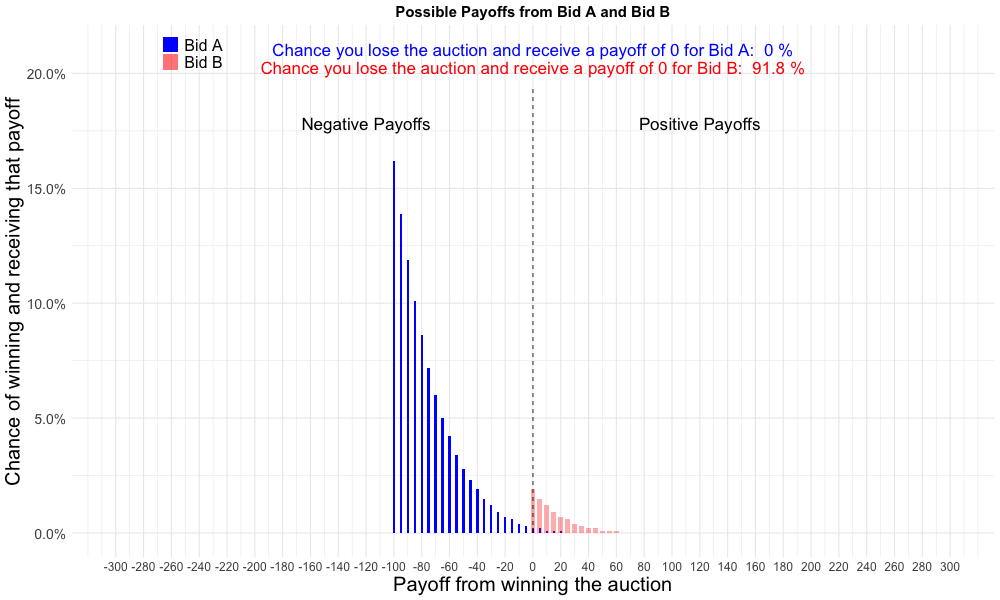 Possible Payoffs from Bid A and Bid B
Bid A
Bid B
Chance you lose the auction and receive a payoff of 0 for Bid A:  0 %
Chance you lose the auction and receive a payoff of 0 for Bid B:  91.8 %
Negative Payoffs
Positive Payoffs
Chance of winning and receiving that payoff
20.0%
15.0%
10.0%
5.0%
0.0%
-300 -280 -260 -240 -220 -200 -180 -160 -140 -120 -100 -80 -60 -40 -20 0 20 40 60 80 100 120 140 160 180 200 220 240 260 280 300
Payoff from winning the auction